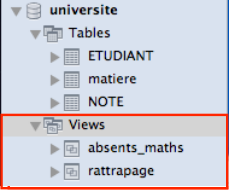 universite
Tables
ETUDIANT
matiere
NOTE
Views
absents_maths
rattrapage